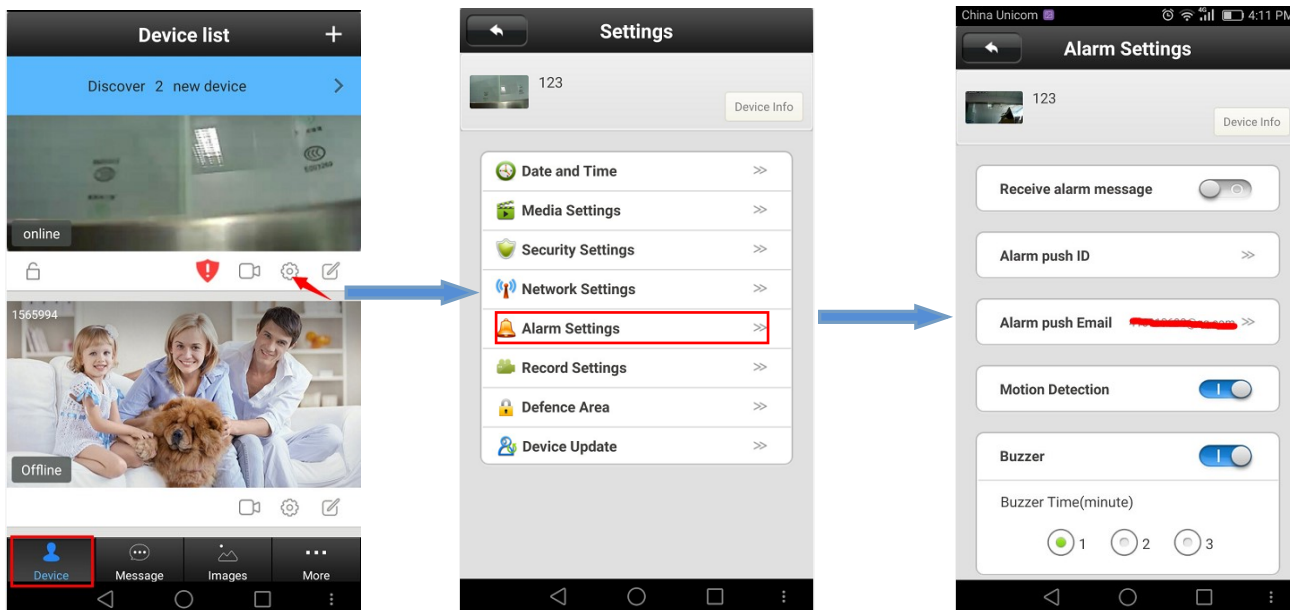 Device list
+
Discover 2 new device
online
1565994
Offline
Device
Message
Images
More
Settings
123
Device Info
Date and Time
Media Settings
Security Settings
Network Settings
Alarm Settings
Record Settings
Defence Area
Device Update
China Unicom
4G
4:11 PM
Alarm Settings
123
Device Info
Receive alarm message
Alarm push ID
Alarm push Email
Motion Detection
Buzzer
Buzzer Time(minute)
1 2 3